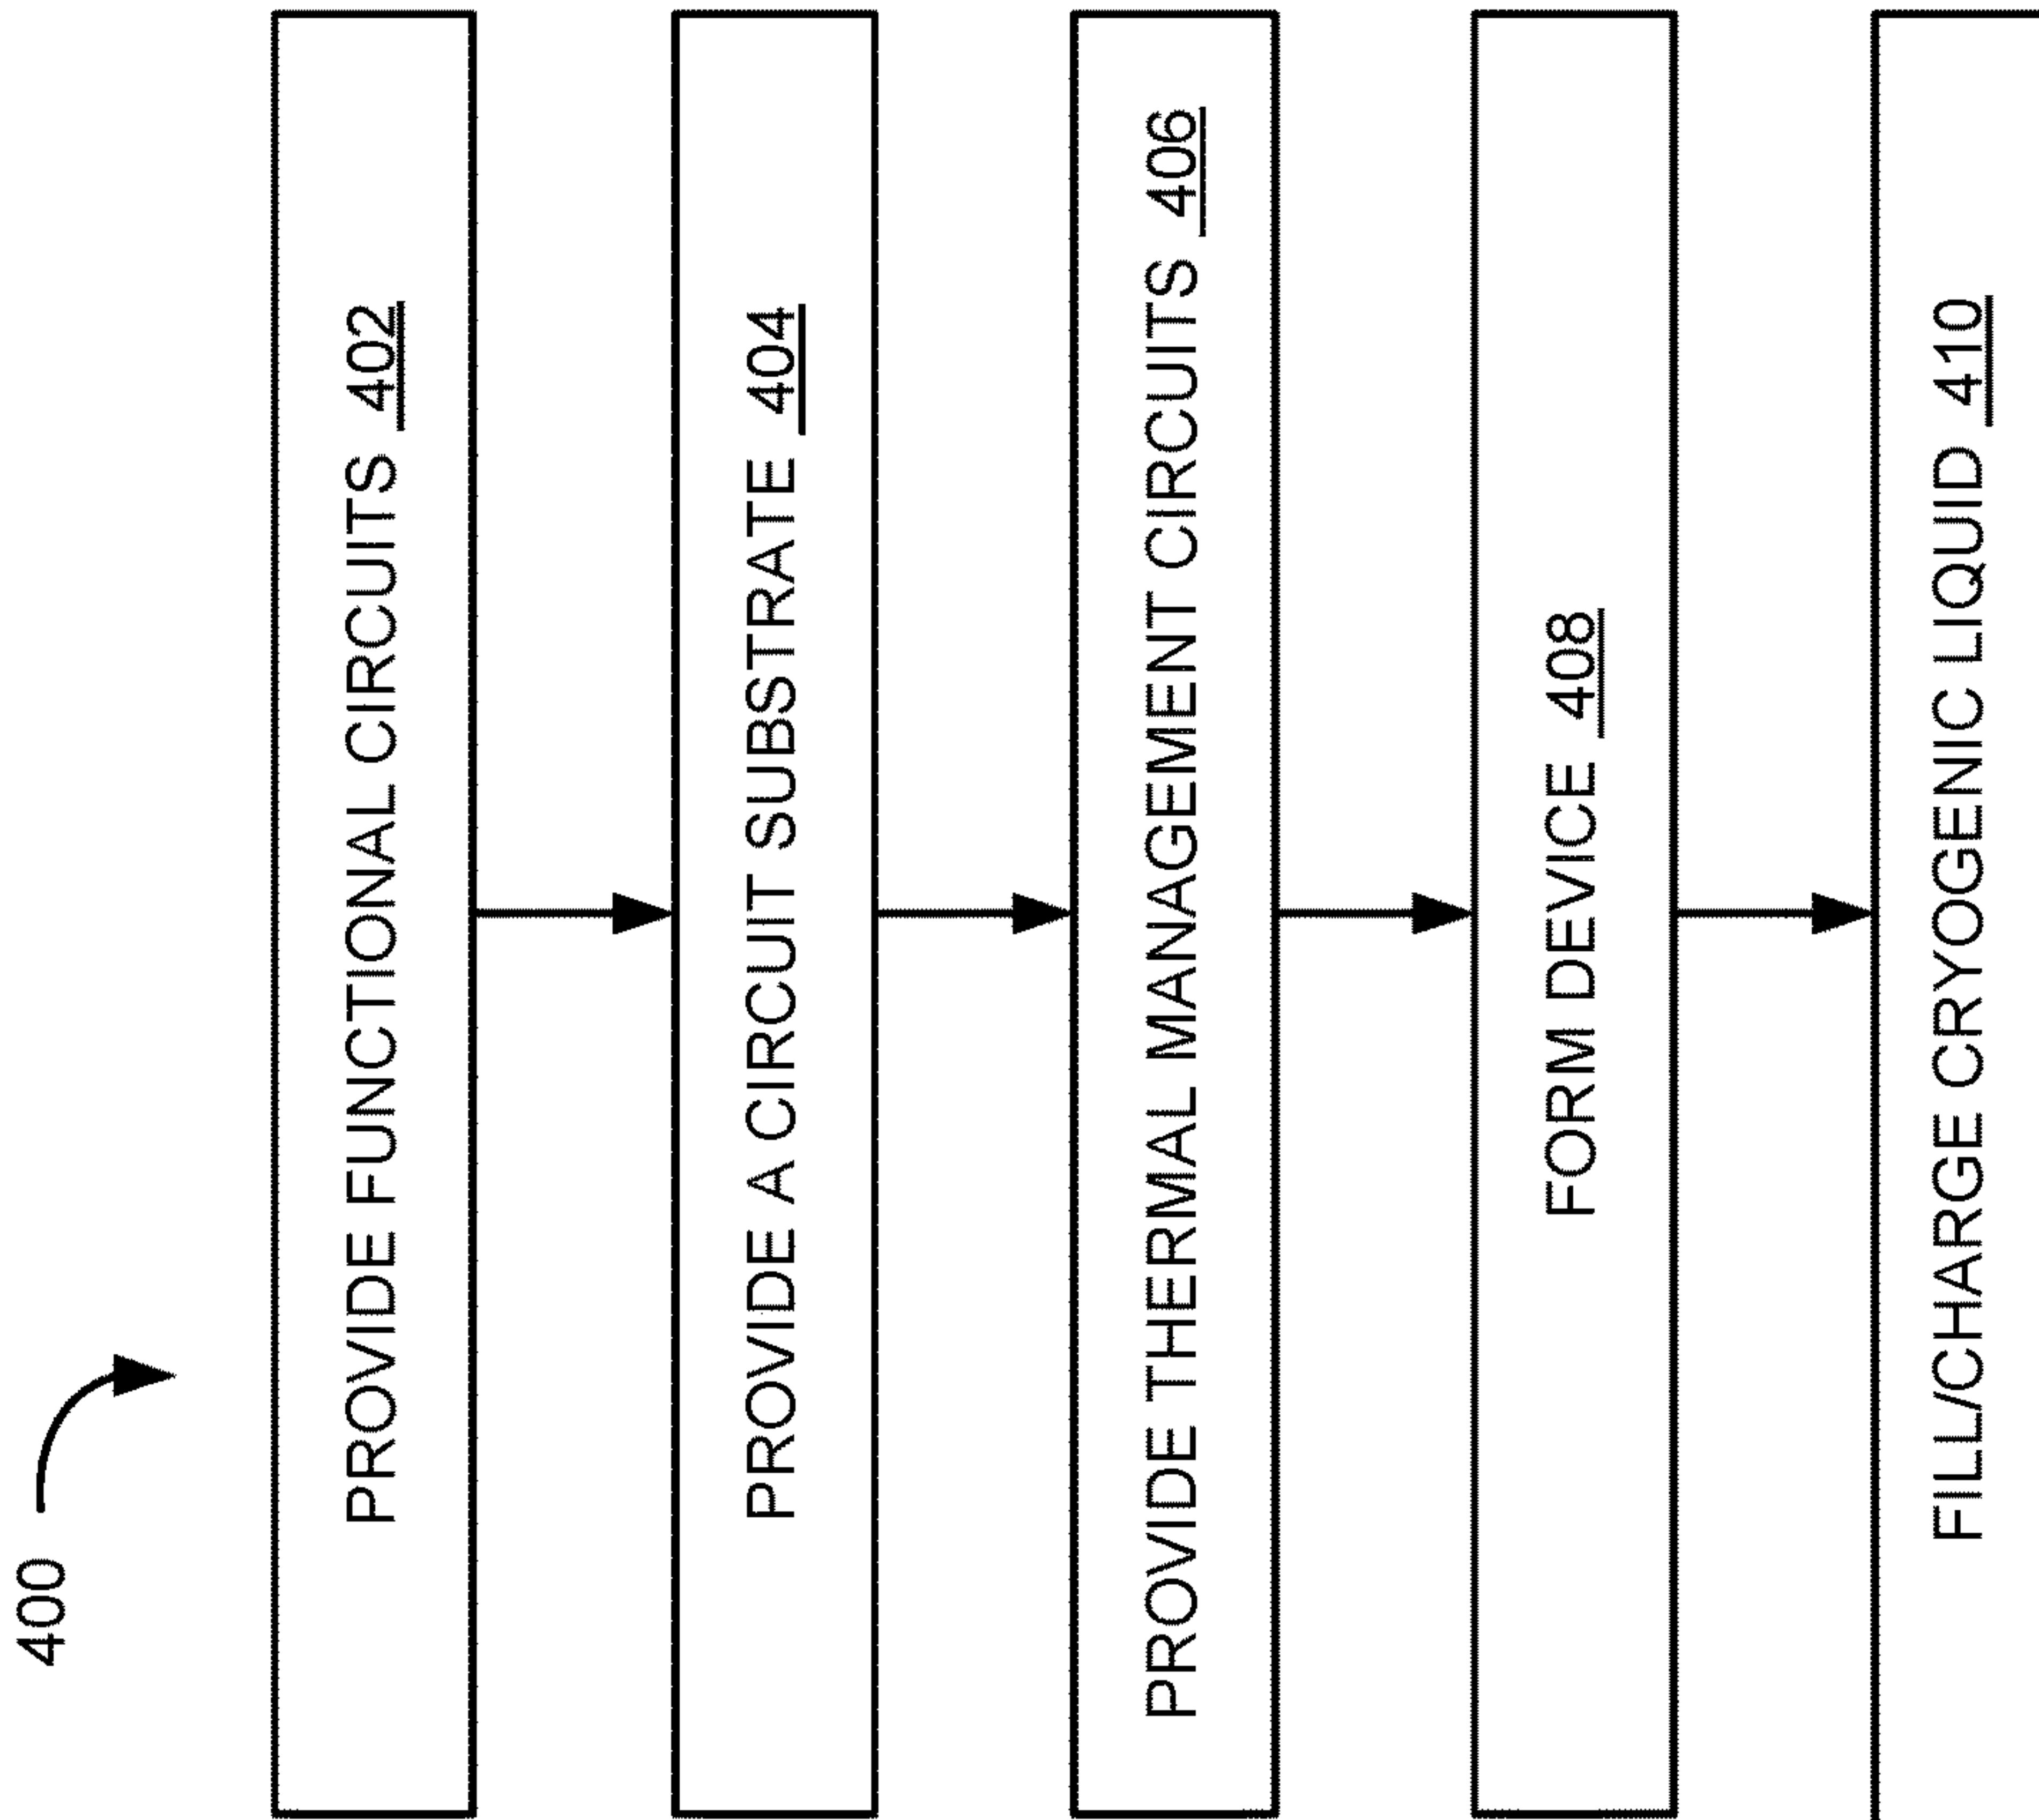 400
PROVIDE FUNCTIONAL CIRCUITS 402
PROVIDE A CIRCUIT SUBSTRATE 404
PROVIDE THERMAL MANAGEMENT CIRCUITS 406
FORM DEVICE 408
FILL/CHARGE CRYOGENIC LIQUID 410